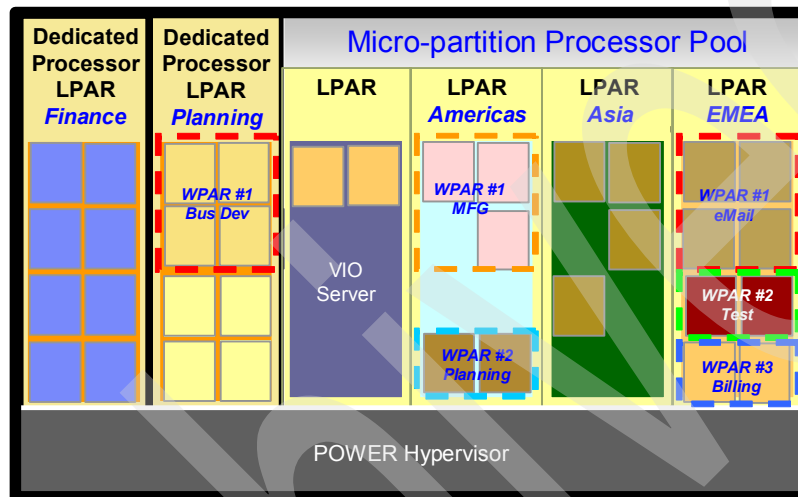 Dedicated
Processor
LPAR
Finance
Dedicated
Processor
LPAR
Planning
Micro-partition Processor Pool
LPAR
LPAR
Americas
LPAR
Asia
LPAR
EMEA
WPAR #1
Bus Dev
VIO
Server
WPAR #1
MFG
WPAR #2
Planning
WPAR #1
eMail
WPAR #2
Test
WPAR #3
Billing
POWER Hypervisor